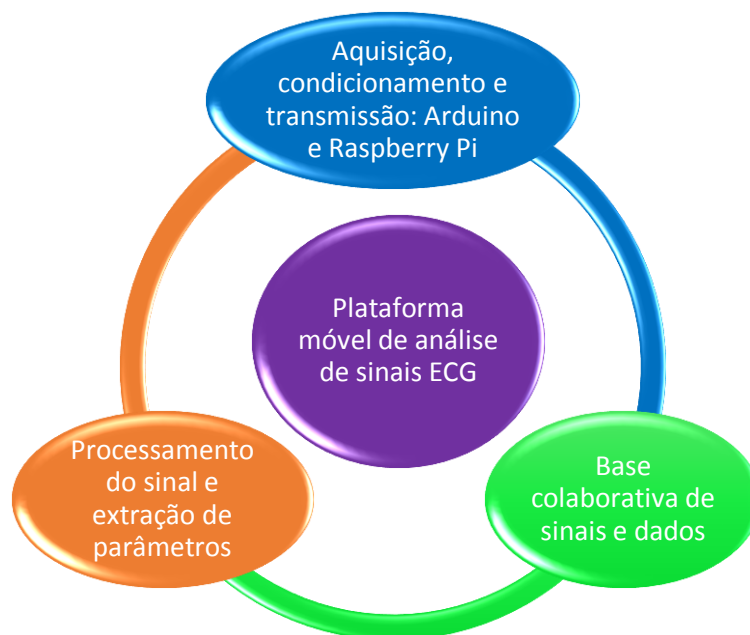 Aquisição,
condicionamento e
transmissão: Arduino
e Raspberry Pi
Plataforma
móvel de análise
de sinais ECG
Processamento
do sinal e
extração de
parâmetros
Base
colaborativa de
sinais e dados